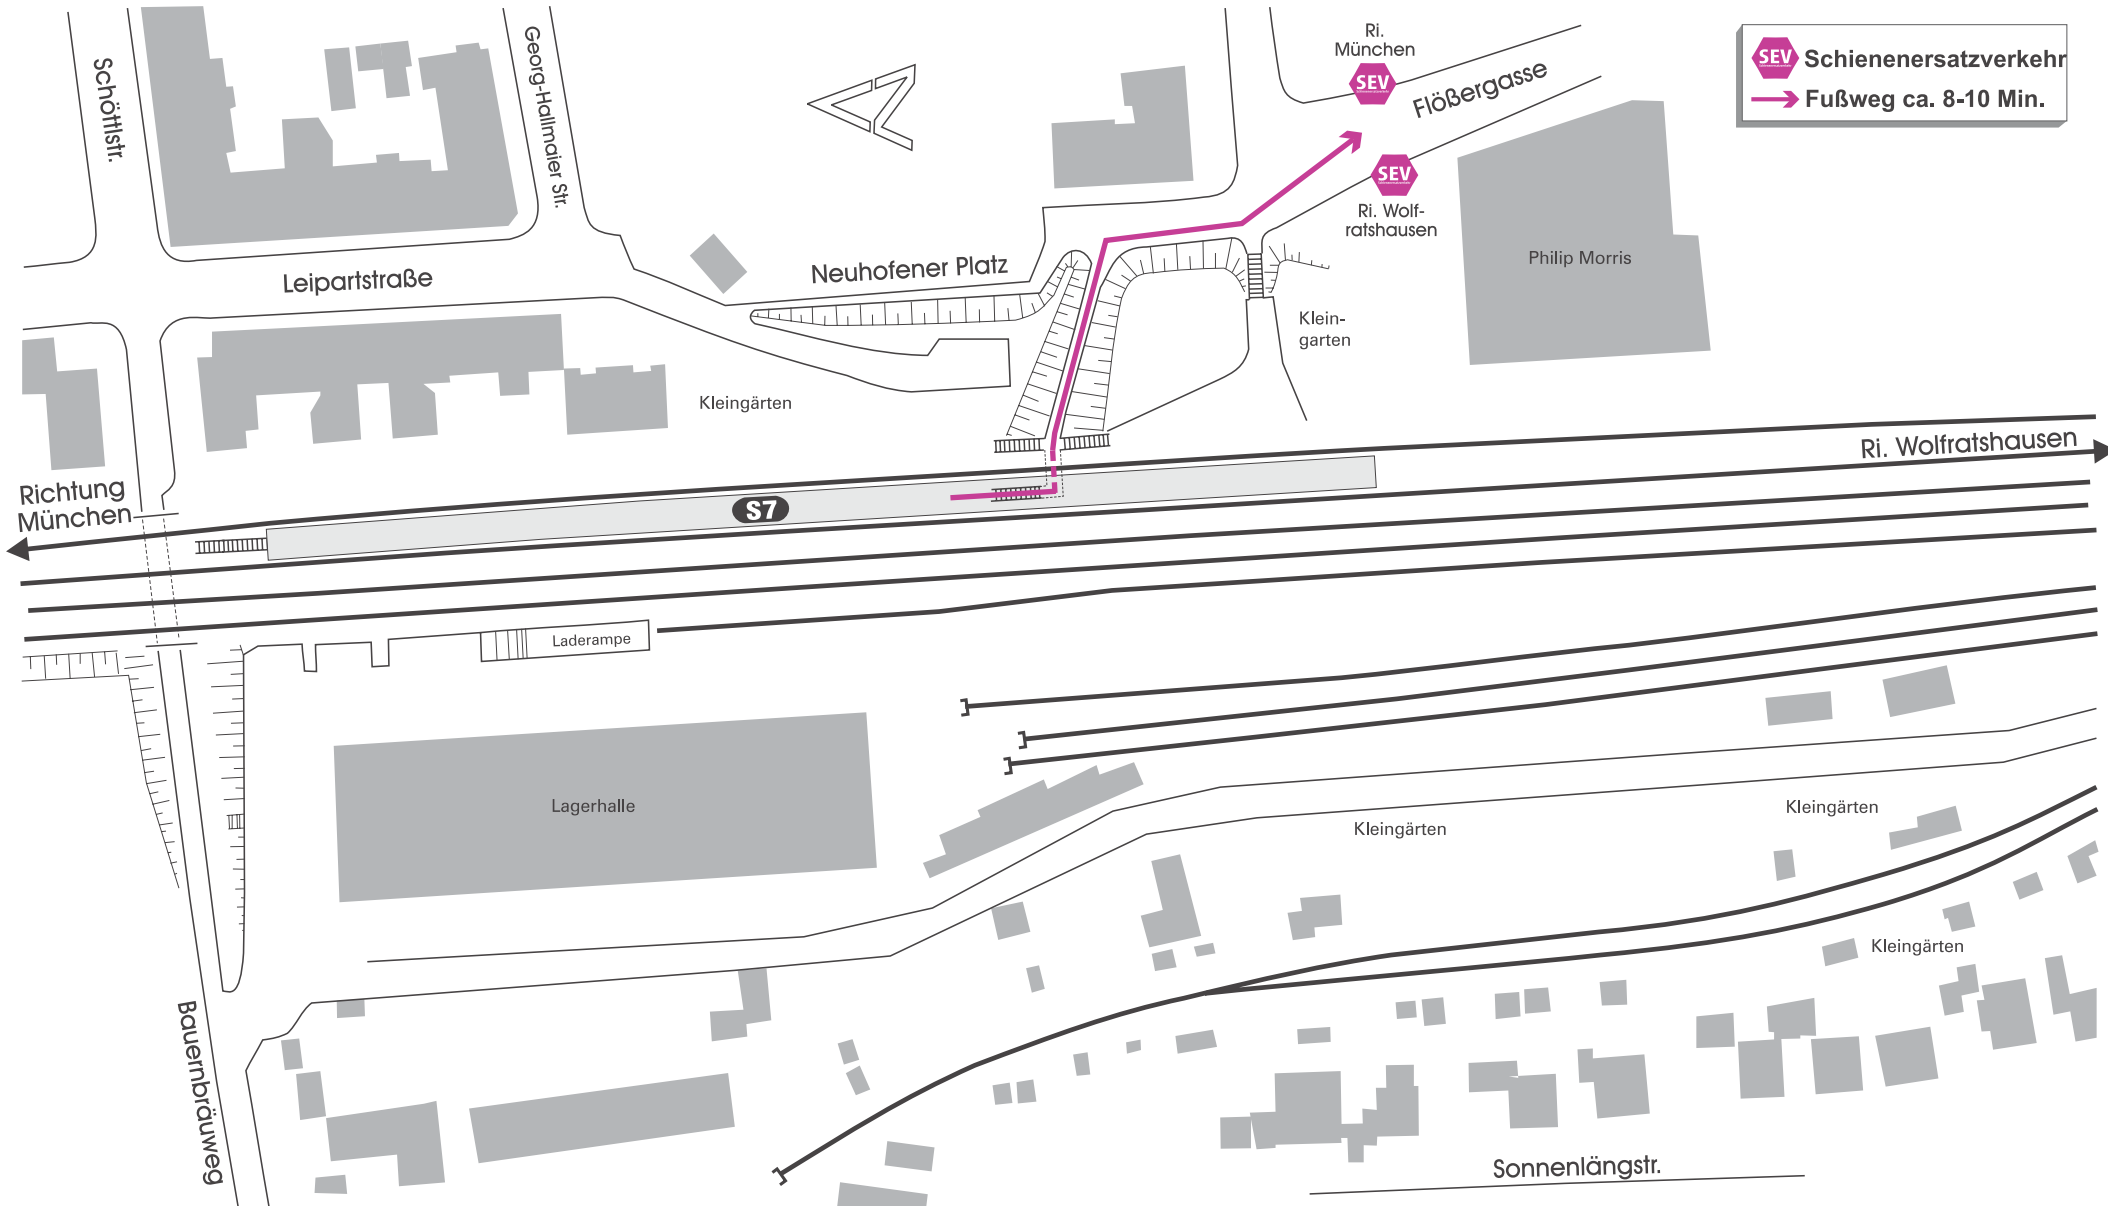 Schöttlstr.
Georg-Hallmaier Str.
Ri.
München
SEV
Flößergasse
SEV
Ri. Wolf-
ratshausen
SEV Schienenersatzverkehr
Fußweg ca. 8-10 Min.
Philip Morris
Leipartstraße
Neuhofener Platz
Klein-
garten
Kleingärten
Richtung
München
Ri. Wolfratshausen
S7
Laderampe
Lagerhalle
Kleingärten
Kleingärten
Kleingärten
Bauernbräuweg
Sonnenlängstr.